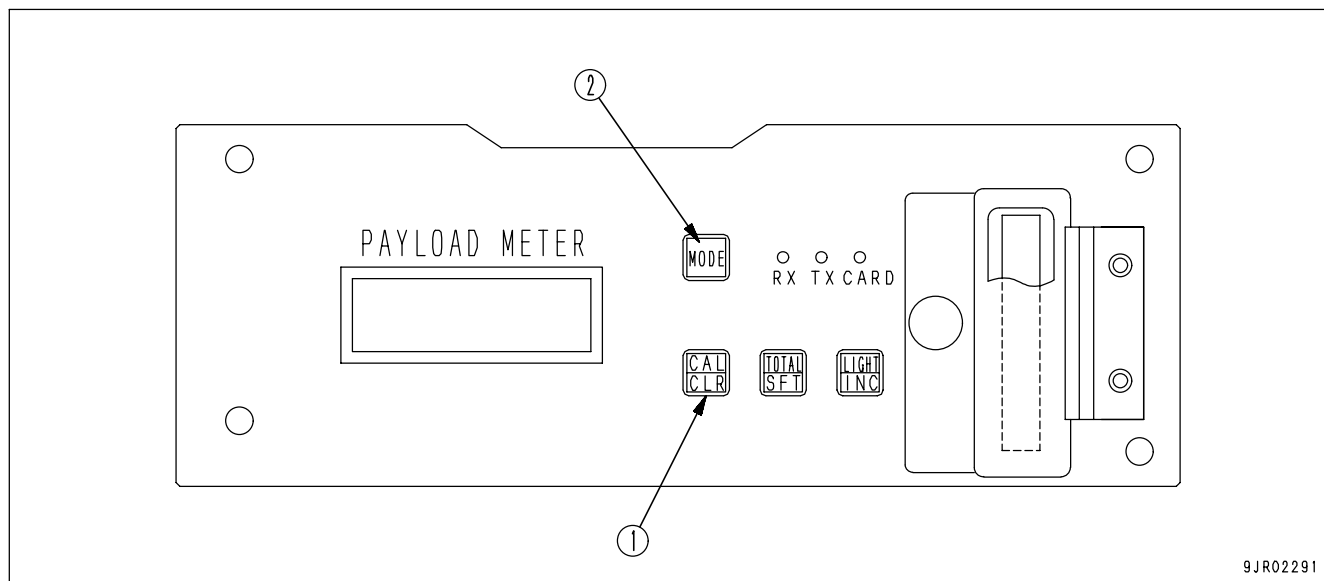 2
PAYLOAD METER
MODE
RX TX CARD
CAL
CLR
TOTAL
SFT
LIGHT
INC
1
9JR02291